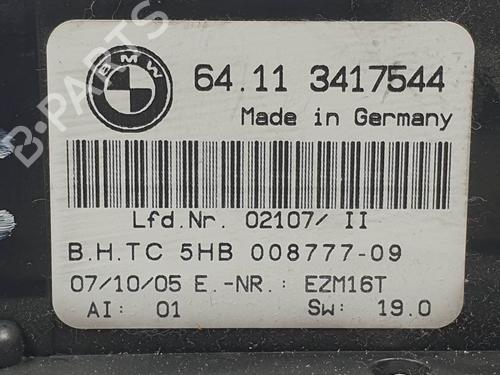 BMW
64.11 3417544
Made in Germany
Lfd.Nr. 02107/ II
B.H.TC 5HB 008777-09
07/10/05 E.-NR.: EZM16T
AI: 01 SW: 19.0
B-PARTS